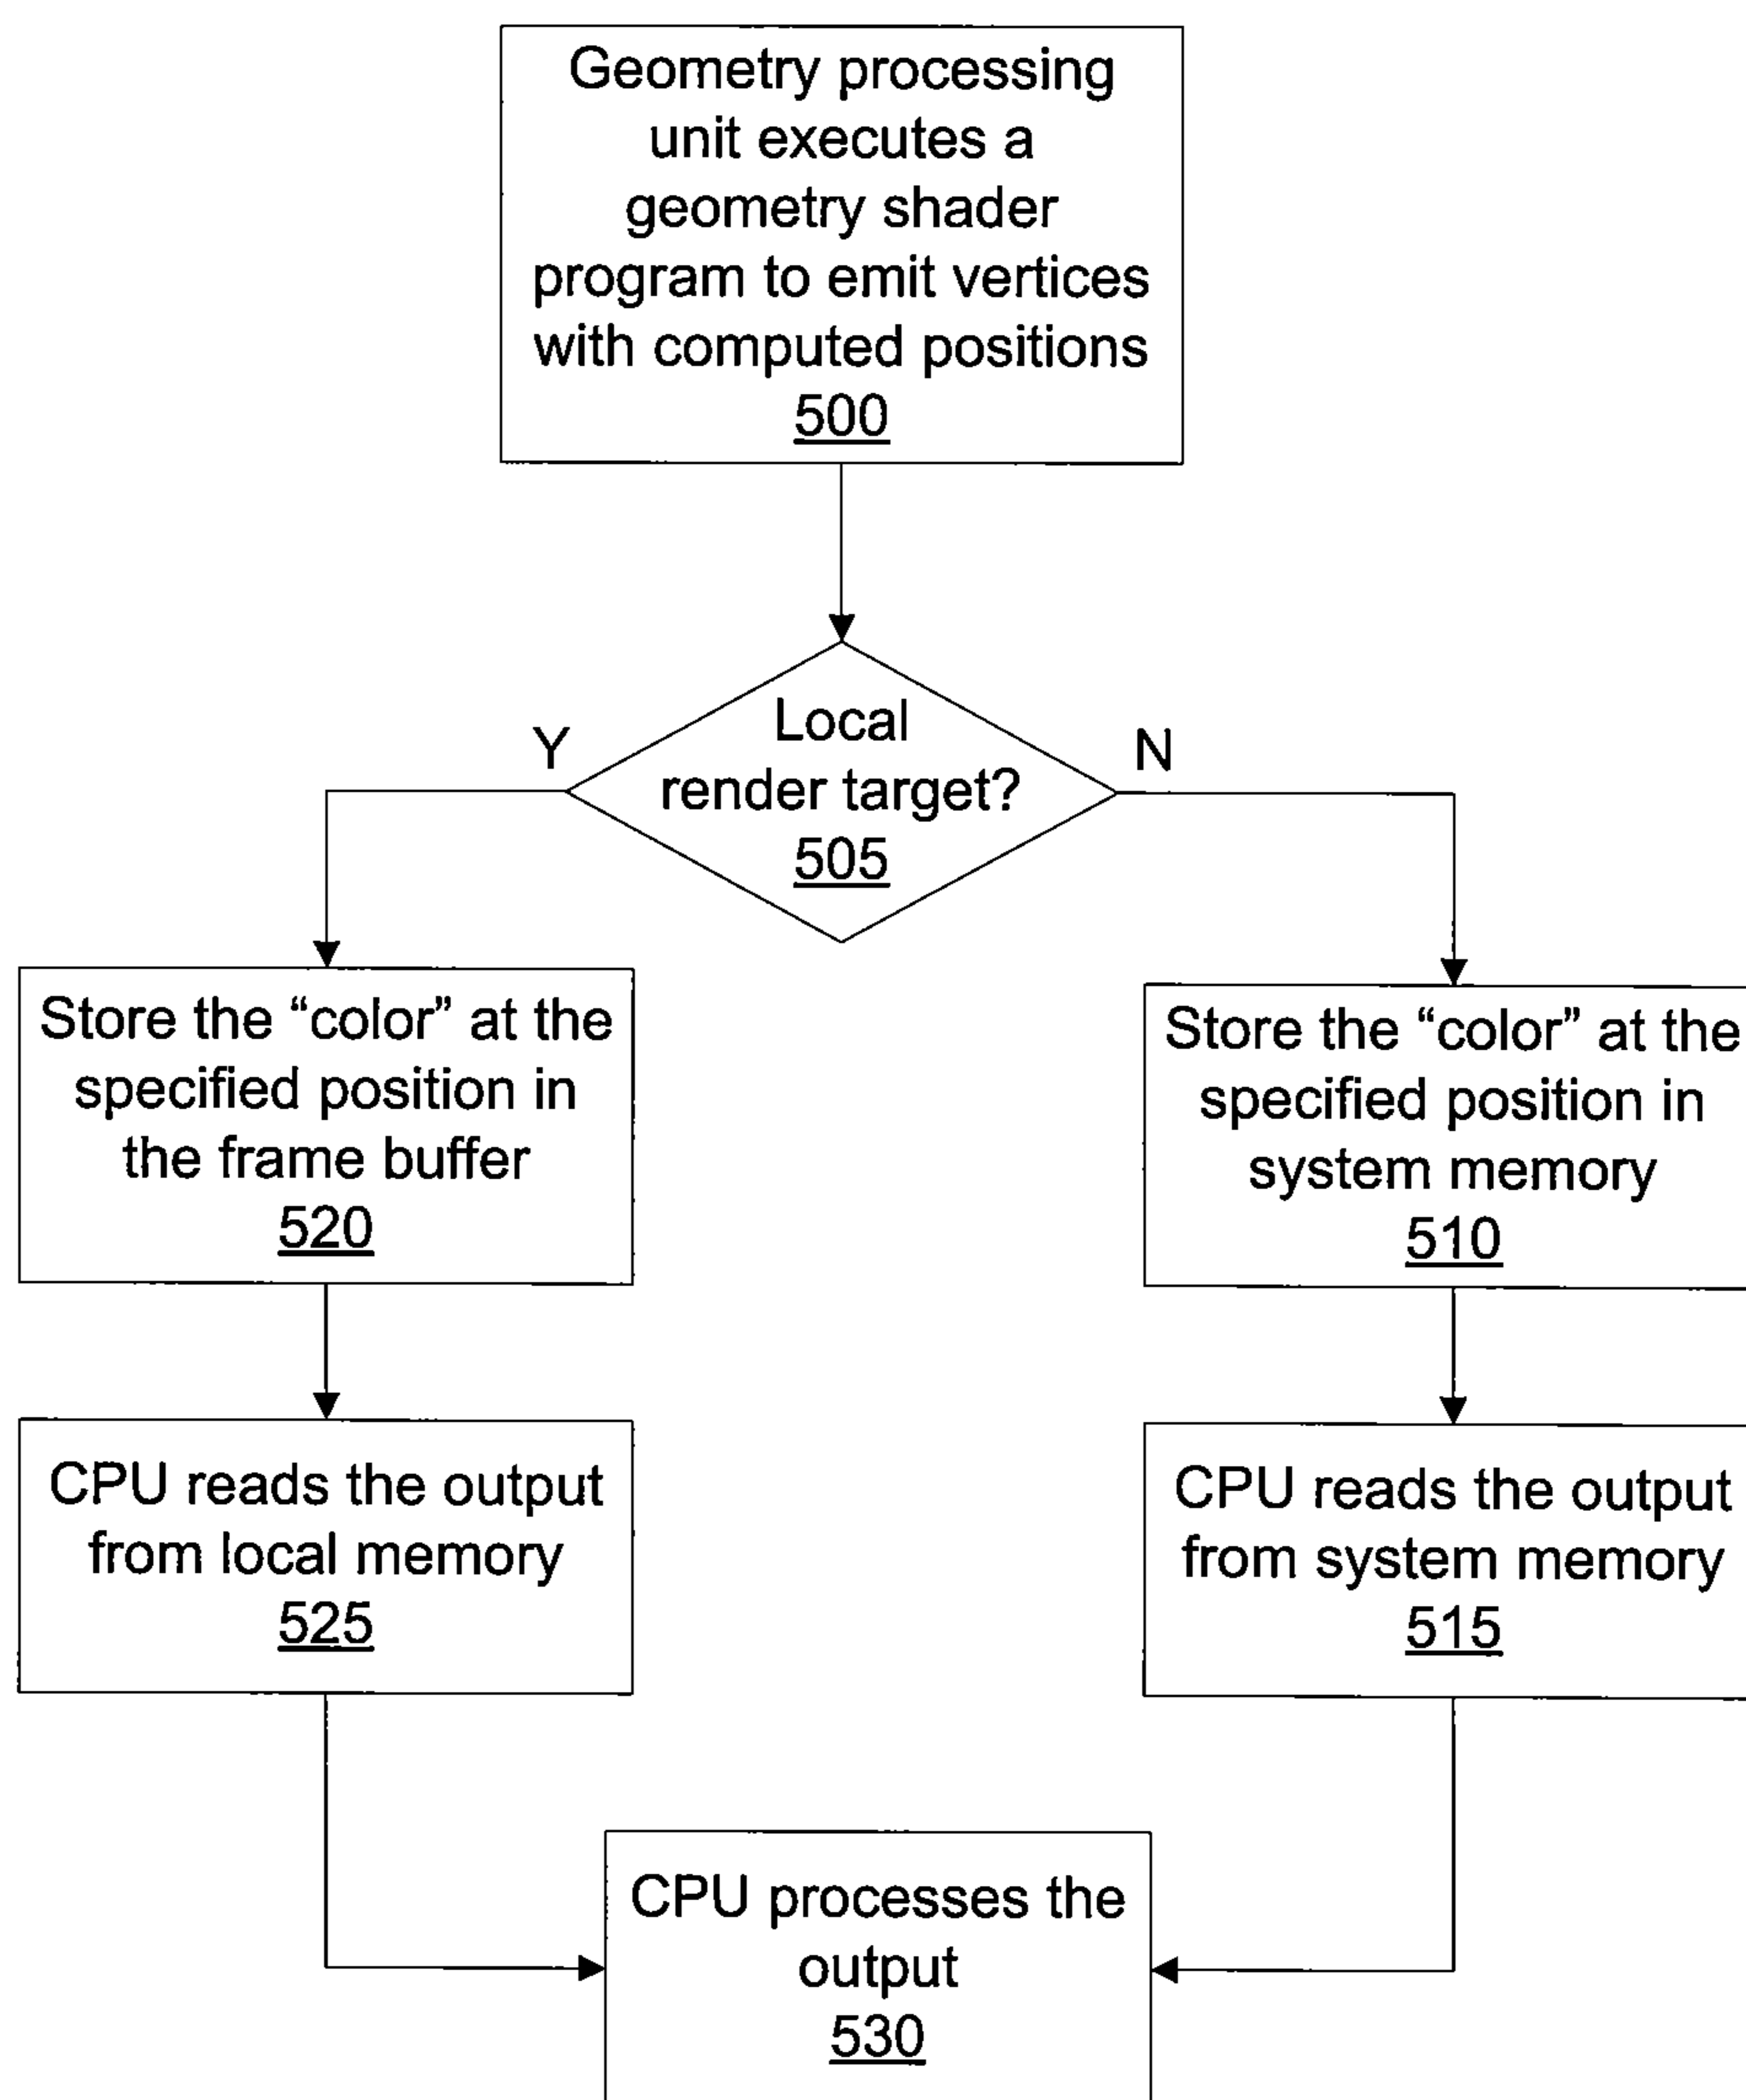 Geometry processing
unit executes a
geometry shader
program to emit vertices
with computed positions
500
Local
render target?
505
Y
N
Store the “color” at the
specified position in
the frame buffer
520
Store the “color” at the
specified position in
system memory
510
CPU reads the output
from local memory
525
CPU reads the output
from system memory
515
CPU processes the
output
530